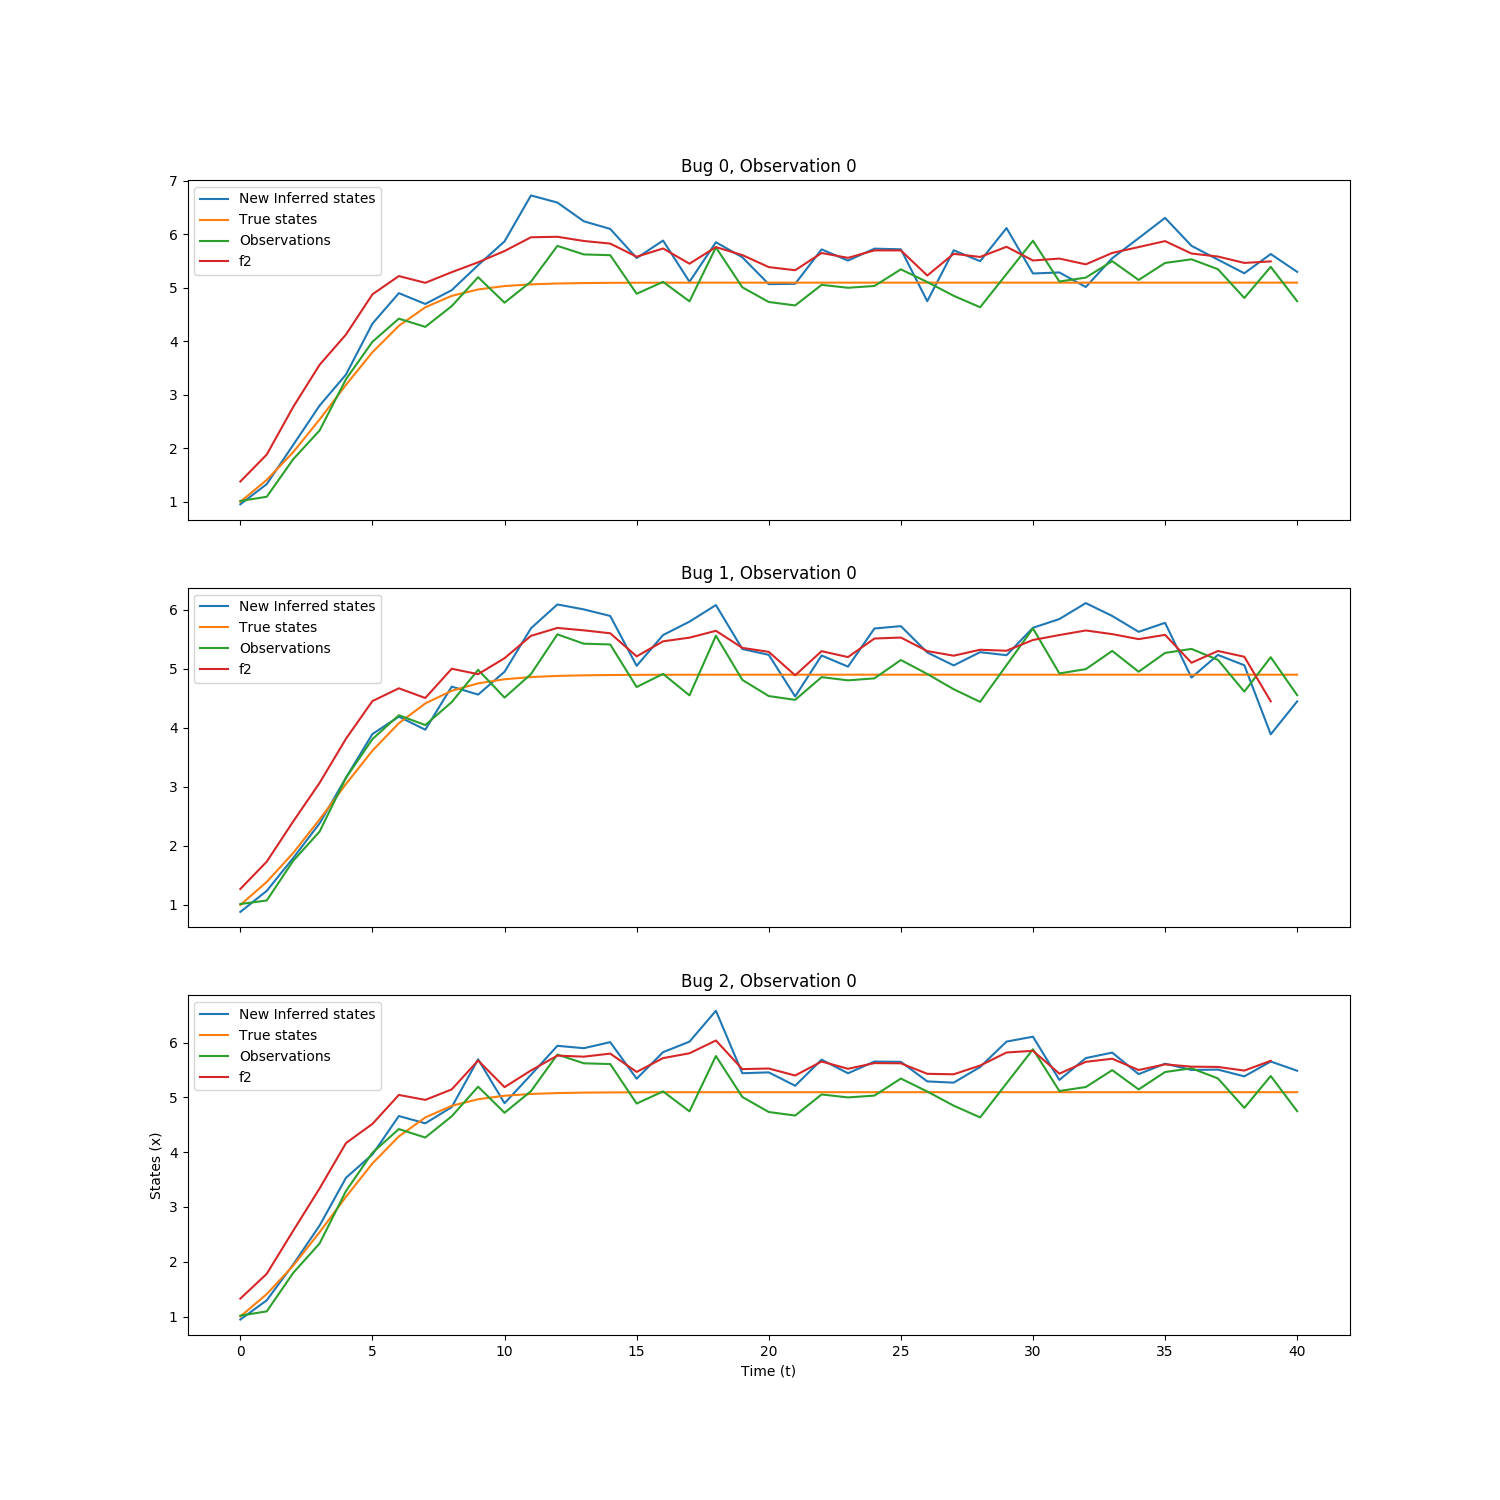 Bug 0, Observation 0
7
6
5
4
3
2
1
New Inferred states
True states
Observations
f2
Bug 1, Observation 0
6
5
4
3
2
1
New Inferred states
True states
Observations
f2
Bug 2, Observation 0
6
5
4
3
2
1
New Inferred states
True states
Observations
f2
States (x)
0 5 10 15 20 25 30 35 40
Time (t)